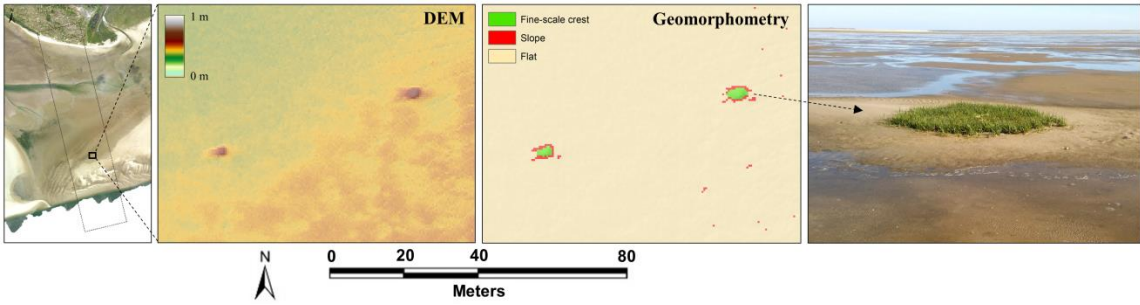 DEM
1 m
0 m
Geomorphometry
Fine-scale crest
Slope
Flat
N
0 20 40 80
Meters